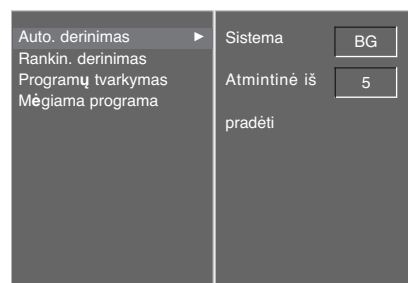 Auto. derinimas ►
Rankin. derinimas
Programų tvarkymas
Mėgiama programa
Sistema BG
Atmintinė iš 5
pradėti